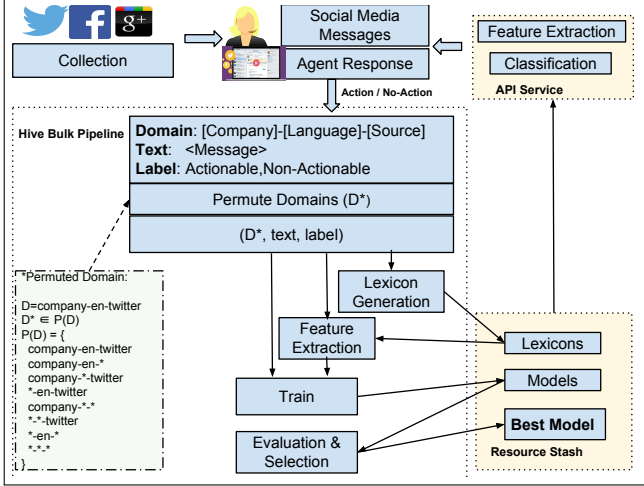 f
g+
Collection
Social Media
Messages
Agent Response
Feature Extraction
Classification
API Service
Action / No-Action
Hive Bulk Pipeline
Domain: [Company]-[Language]-[Source]
Text: <Message>
Label: Actionable,Non-Actionable
Permute Domains (D*)
(D*, text, label)
*Permuted Domain:
D=company-en-twitter
D* ∈ P(D)
P(D) = {
company-en-twitter
company-en-*
company-*-twitter
*-en-twitter
company-*-*
*-*-twitter
*-en-*
*-*-*
}
Lexicon
Generation
Feature
Extraction
Train
Evaluation &
Selection
Lexicons
Models
Best Model
Resource Stash